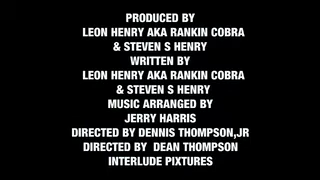 PRODUCED BY
LEON HENRY AKA RANKIN COBRA
& STEVEN S HENRY
WRITTEN BY
LEON HENRY AKA RANKIN COBRA
& STEVEN S HENRY
MUSIC ARRANGED BY
JERRY HARRIS
DIRECTED BY DENNIS THOMPSON,JR
DIRECTED BY  DEAN THOMPSON
INTERLUDE PIXTURES